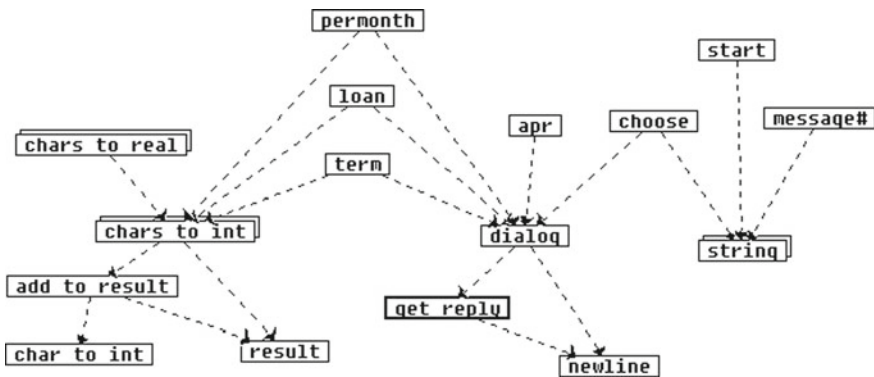 permonth
start
loan
apr
choose
message#
chars to real
term
chars to int
dialog
string
add to result
get reply
char to int
result
newline